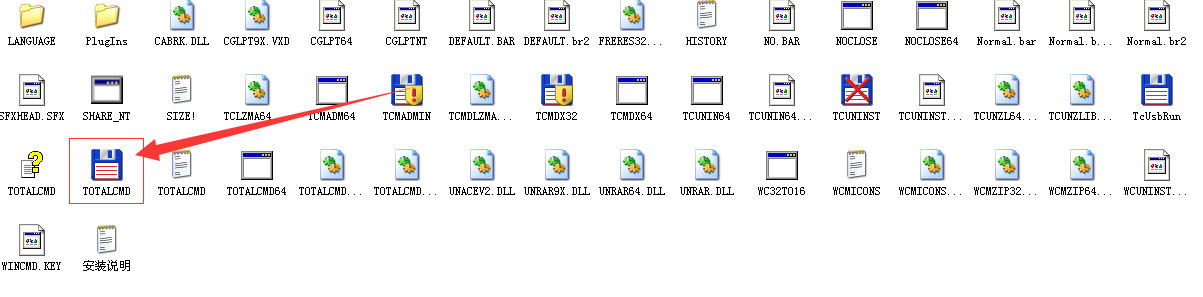 LANGUAGE
PlugIns
CABRK.DLL
CGLPT9X.VXD
CGLPT64
CGLPTNT
DEFAULT.BAR
DEFAULT.br2
FRERES32...
HISTORY
NO.BAR
NOCLOSE
NOCLOSE64
Normal.bar
Normal.b...
Normal.br2
SFXHEAD.SFX
SHARE_NT
SIZE!
TCLZMA64
TCMADM64
TCMADMIN
TCMDLZMA...
TCMDX32
TCMDX64
TCUNIN64
TCUNIN64...
TCUNINST
TCUNINST...
TCUNZL64...
TCUNZLIB...
TcUsbRun
TOTALCMD
TOTALCMD
TOTALCMD
TOTALCMD64
TOTALCMD...
TOTALCMD...
UNACEV2.DLL
UNRAR9X.DLL
UNRAR64.DLL
UNRAR.DLL
WC32TO16
WCMICONS
WCMICONS...
WCMZIP32...
WCMZIP64...
WCUNINST...
WINCMD.KEY
安装说明